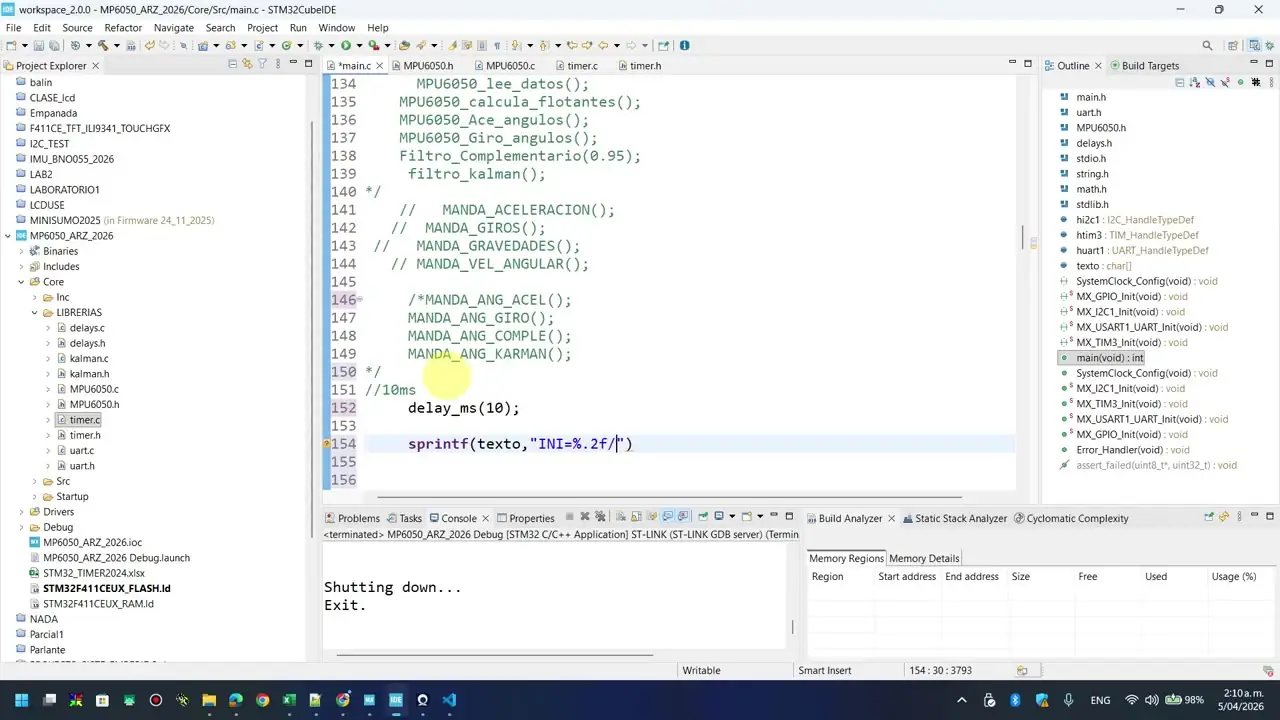 workspace_2.0.0 - MP6050_ARZ_2026/Core/Src/main.c - STM32CubeIDE
File Edit Source Refactor Navigate Search Project Run Window Help
Project Explorer
balin
CLASE_lcd
Empanada
F411CE_TFT_ILI9341_TOUCHGFX
I2C_TEST
IMU_BNO055_2026
LAB2
LABORATORIO1
LCDUSE
MINISUMO2025 (in Firmware 24_11_2025)
MP6050_ARZ_2026
Binaries
Includes
Core
Inc
LIBRERIAS
delays.c
delays.h
kalman.c
kalman.h
MPU6050.c
MPU6050.h
timer.c
timer.h
uart.c
uart.h
Src
Startup
Drivers
Debug
MP6050_ARZ_2026.ioc
MP6050_ARZ_2026 Debug.launch
STM32_TIMER2024.xlsx
STM32F411CEUX_FLASH.ld
STM32F411CEUX_RAM.ld
NADA
Parcial1
Parlante
*main.c MPU6050.h MPU6050.c timer.c timer.h
134 MPU6050_lee_datos();
135 MPU6050_calcula_flotantes();
136 MPU6050_Ace_angulos();
137 MPU6050_Giro_angulos();
138 Filtro_Complementario(0.95);
139 filtro_kalman();
140 */
141 // MANDA_ACELERACION();
142 // MANDA_GIROS();
143 // MANDA_GRAVEDADES();
144 // MANDA_VEL_ANGULAR();
145
146 /*MANDA_ANG_ACEL();
147 MANDA_ANG_GIRO();
148 MANDA_ANG_COMPLE();
149 MANDA_ANG_KARMAN();
150 */
151 //10ms
152 delay_ms(10);
153
154 sprintf(texto,"INI=%.2f/")
155
156
Problems Tasks Console Properties
<terminated> MP6050_ARZ_2026 Debug [STM32 C/C++ Application] ST-LINK (ST-LINK GDB server) (Termin
Shutting down...
Exit.
Outline Build Targets
main.h
uart.h
MPU6050.h
delays.h
stdio.h
string.h
math.h
stdlib.h
hi2c1 : I2C_HandleTypeDef
htim3 : TIM_HandleTypeDef
huart1 : UART_HandleTypeDef
texto : char[]
SystemClock_Config(void) : void
MX_GPIO_Init(void) : void
MX_I2C1_Init(void) : void
MX_USART1_UART_Init(void) : void
MX_TIM3_Init(void) : void
main(void) : int
SystemClock_Config(void) : void
MX_I2C1_Init(void) : void
MX_TIM3_Init(void) : void
MX_USART1_UART_Init(void) : void
MX_GPIO_Init(void) : void
Error_Handler(void) : void
assert_failed(uint8_t*, uint32_t) : void
Build Analyzer Static Stack Analyzer Cyclomatic Complexity
Memory Regions Memory Details
Region Start address End address Size Free Used Usage (%)
Writable Smart Insert 154 : 30 : 3793
ENG 98% 2:10 a.m.
5/04/2026